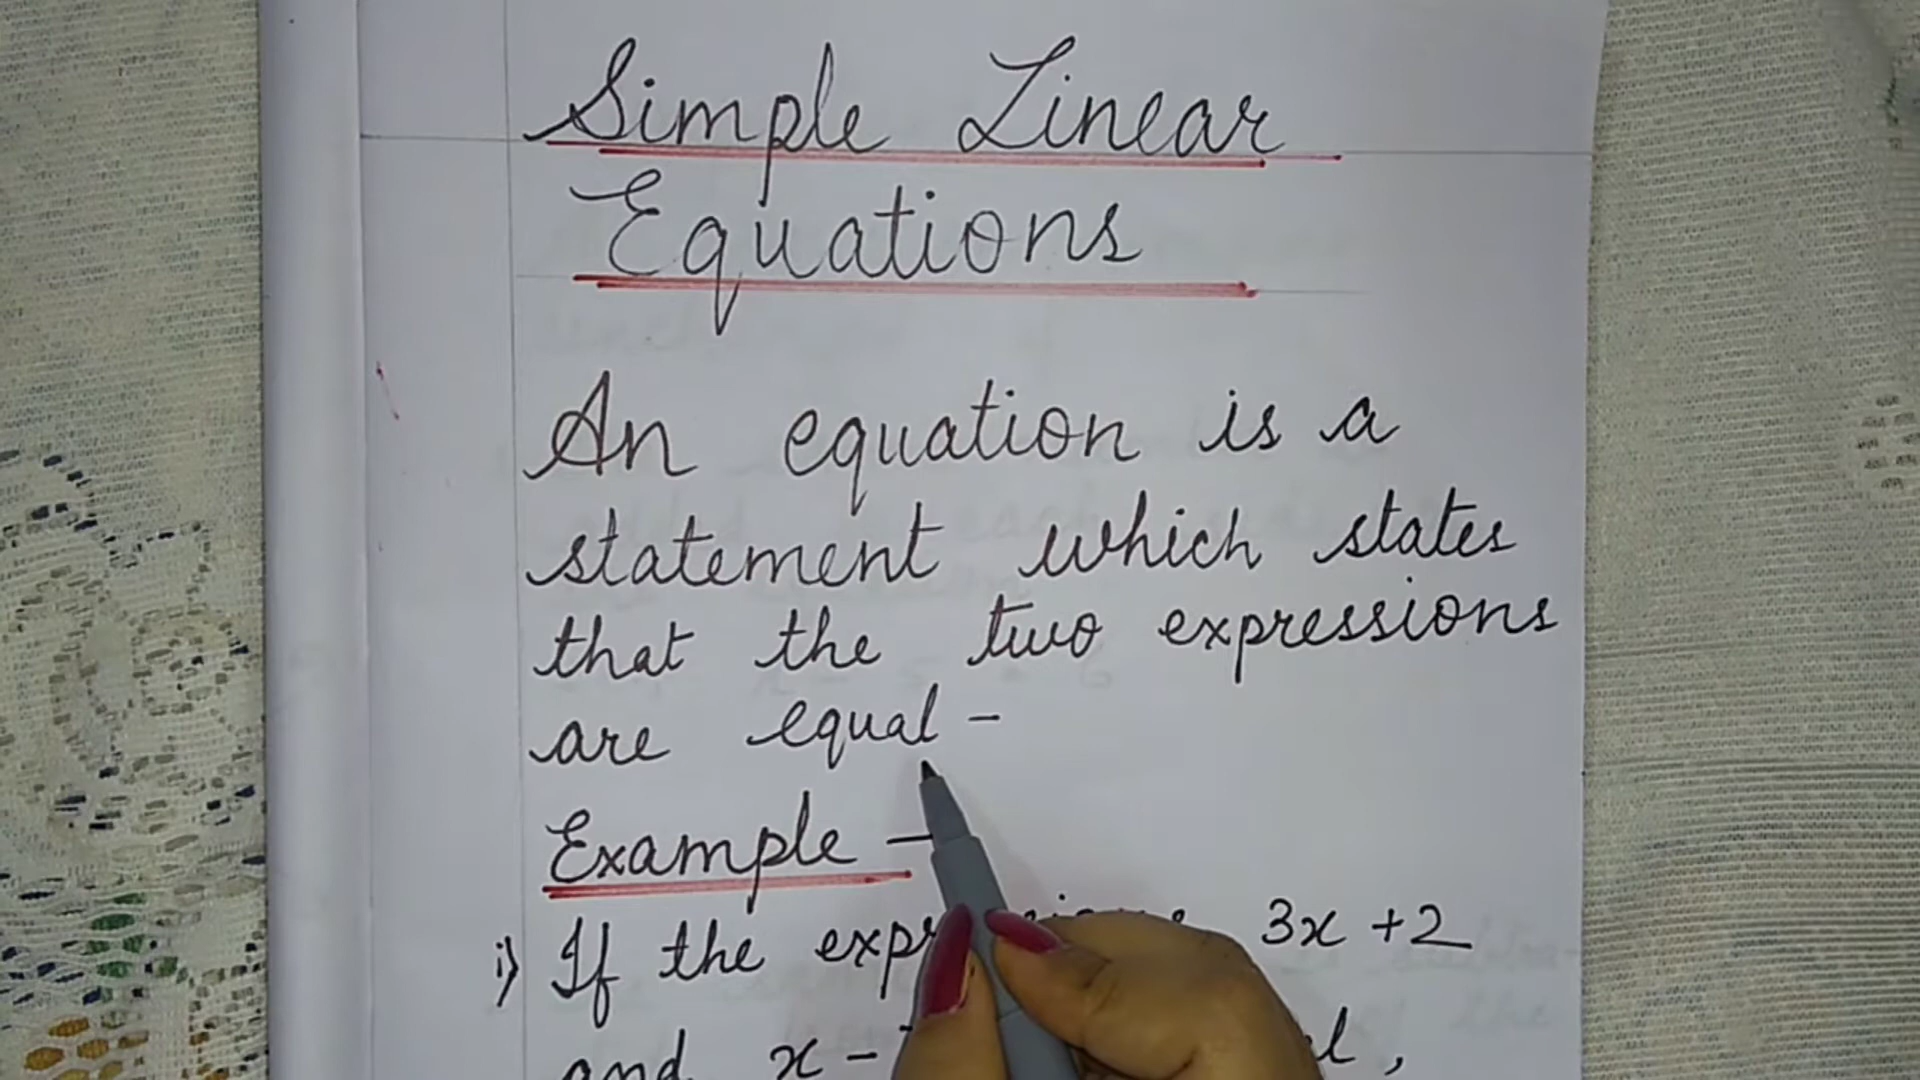 Simple Linear
Equations
An equation is a
statement which states
that the two expressions
are equal -
Example -
i) If the 3x + 2
and x -